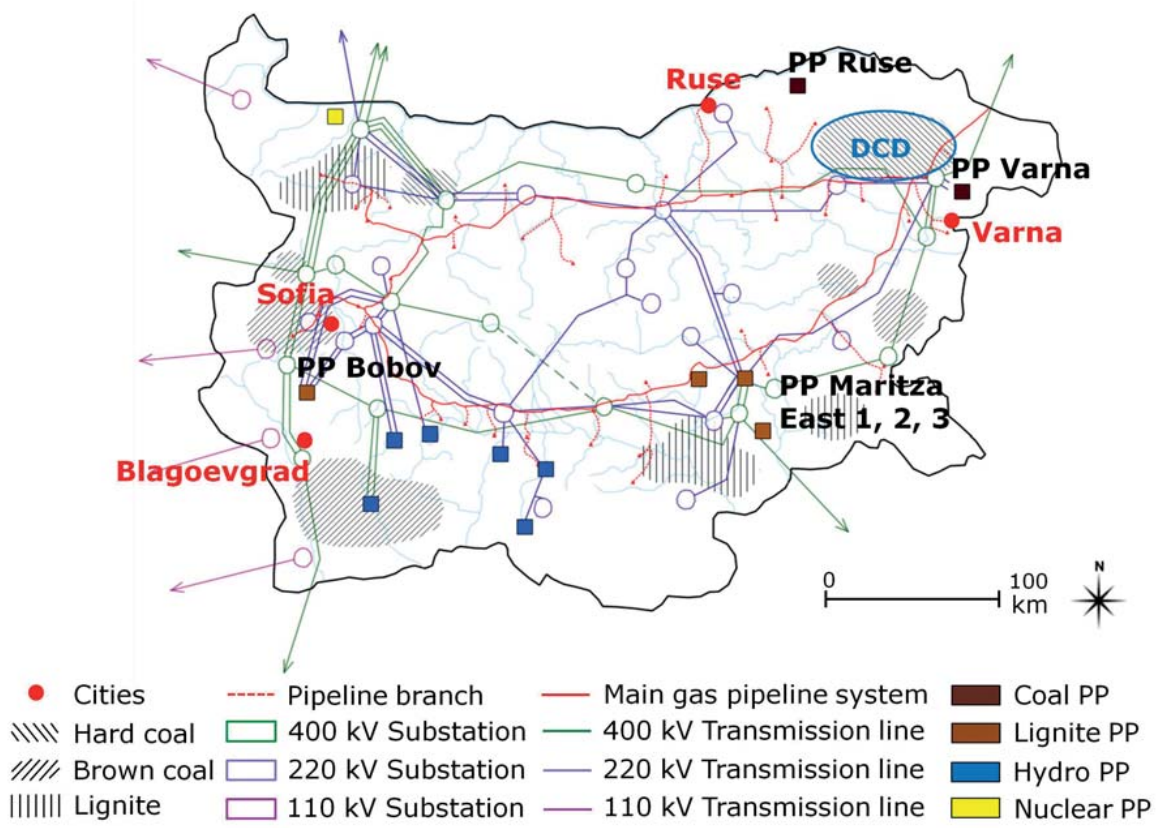 PP Ruse
Ruse
DCD
PP Varna
Varna
Sofia
PP Bobov
PP Maritza
East 1, 2, 3
Blagoevgrad
N
0 100
km
Cities
Pipeline branch
Main gas pipeline system
Coal PP
Hard coal
400 kV Substation
400 kV Transmission line
Lignite PP
Brown coal
220 kV Substation
220 kV Transmission line
Hydro PP
Lignite
110 kV Substation
110 kV Transmission line
Nuclear PP